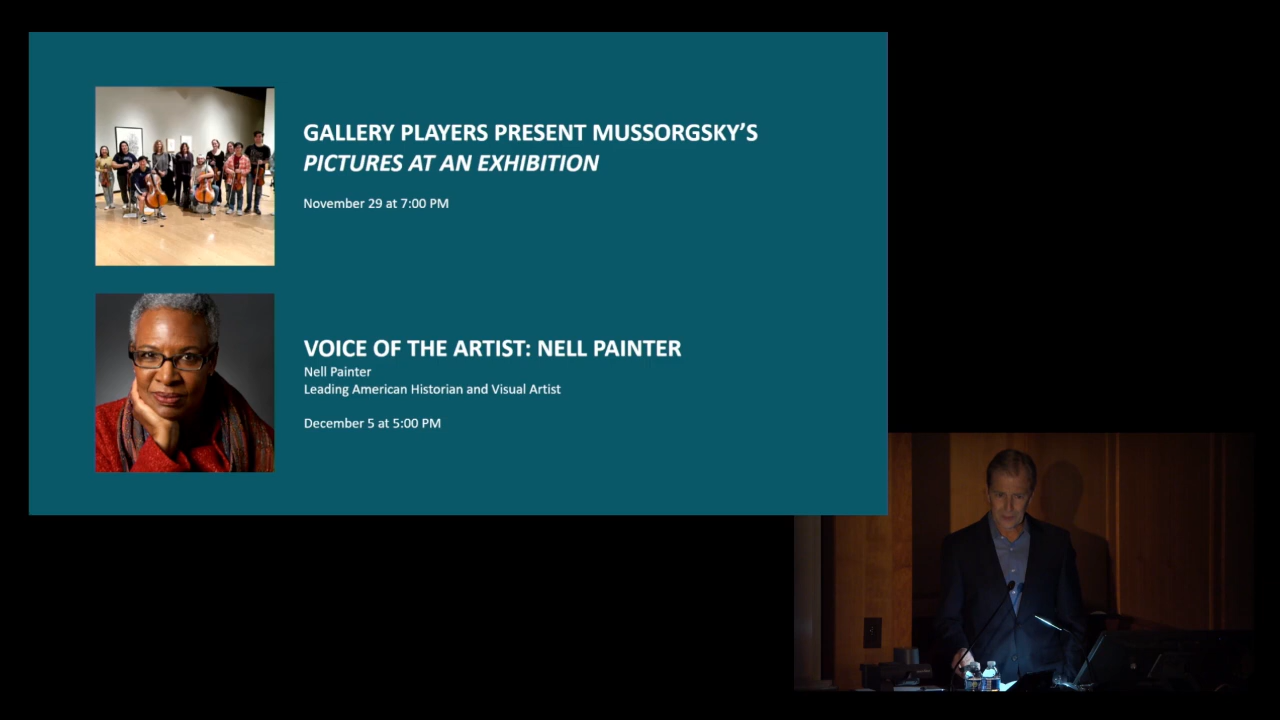 GALLERY PLAYERS PRESENT MUSSORGSKY’S
PICTURES AT AN EXHIBITION
November 29 at 7:00 PM
VOICE OF THE ARTIST: NELL PAINTER
Nell Painter
Leading American Historian and Visual Artist
December 5 at 5:00 PM